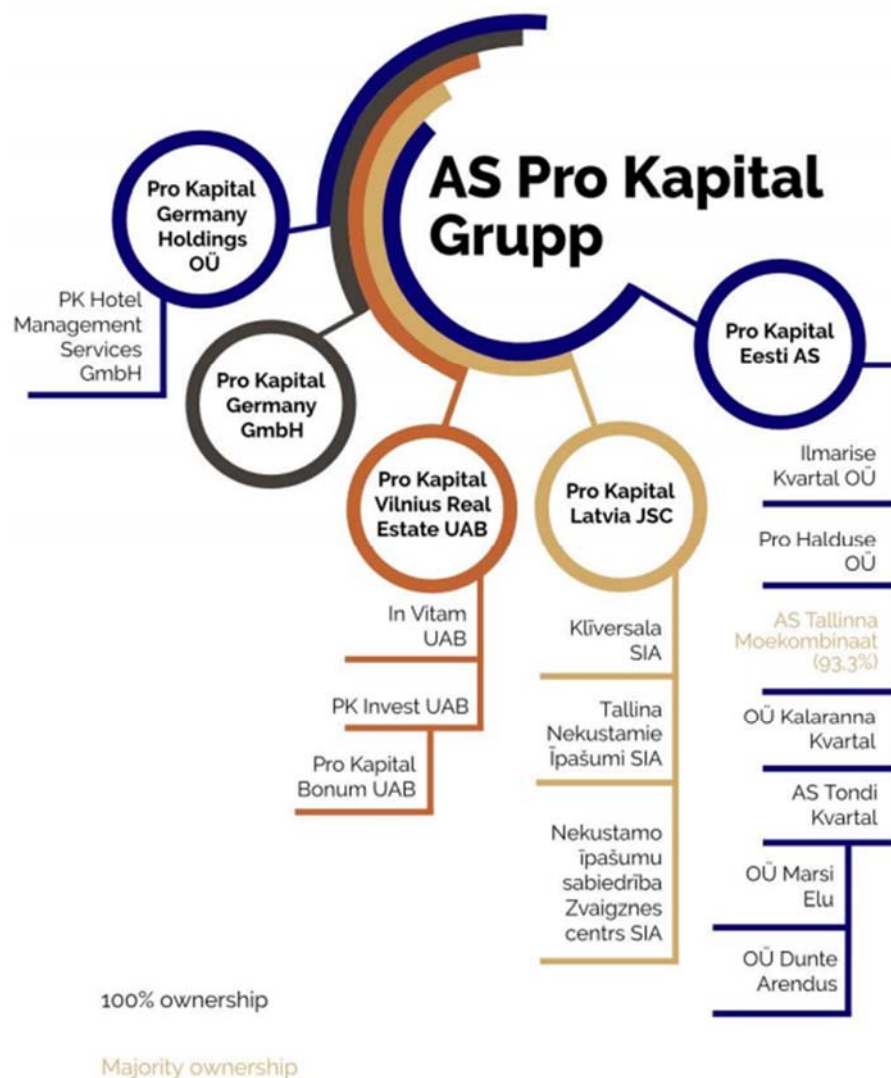 AS Pro Kapital
Grupp
Pro Kapital
Germany
Holdings
OÜ
PK Hotel
Management
Services
GmbH
Pro Kapital
Germany
GmbH
Pro Kapital
Vilnius Real
Estate UAB
In Vitam
UAB
PK Invest UAB
Pro Kapital
Bonum UAB
Pro Kapital
Latvia JSC
Klīversala
SIA
Tallina
Nekustamie
Īpašumi SIA
Nekustamo
īpašumu
sabiedrība
Zvaigznes
centrs SIA
Pro Kapital
Eesti AS
Ilmarise
Kvartal OÜ
Pro Halduse
OÜ
AS Tallinna
Moekombinaat
(93,3%)
OÜ Kalaranna
Kvartal
AS Tondi
Kvartal
OÜ Marsi
Elu
OÜ Dunte
Arendus
100% ownership
Majority ownership